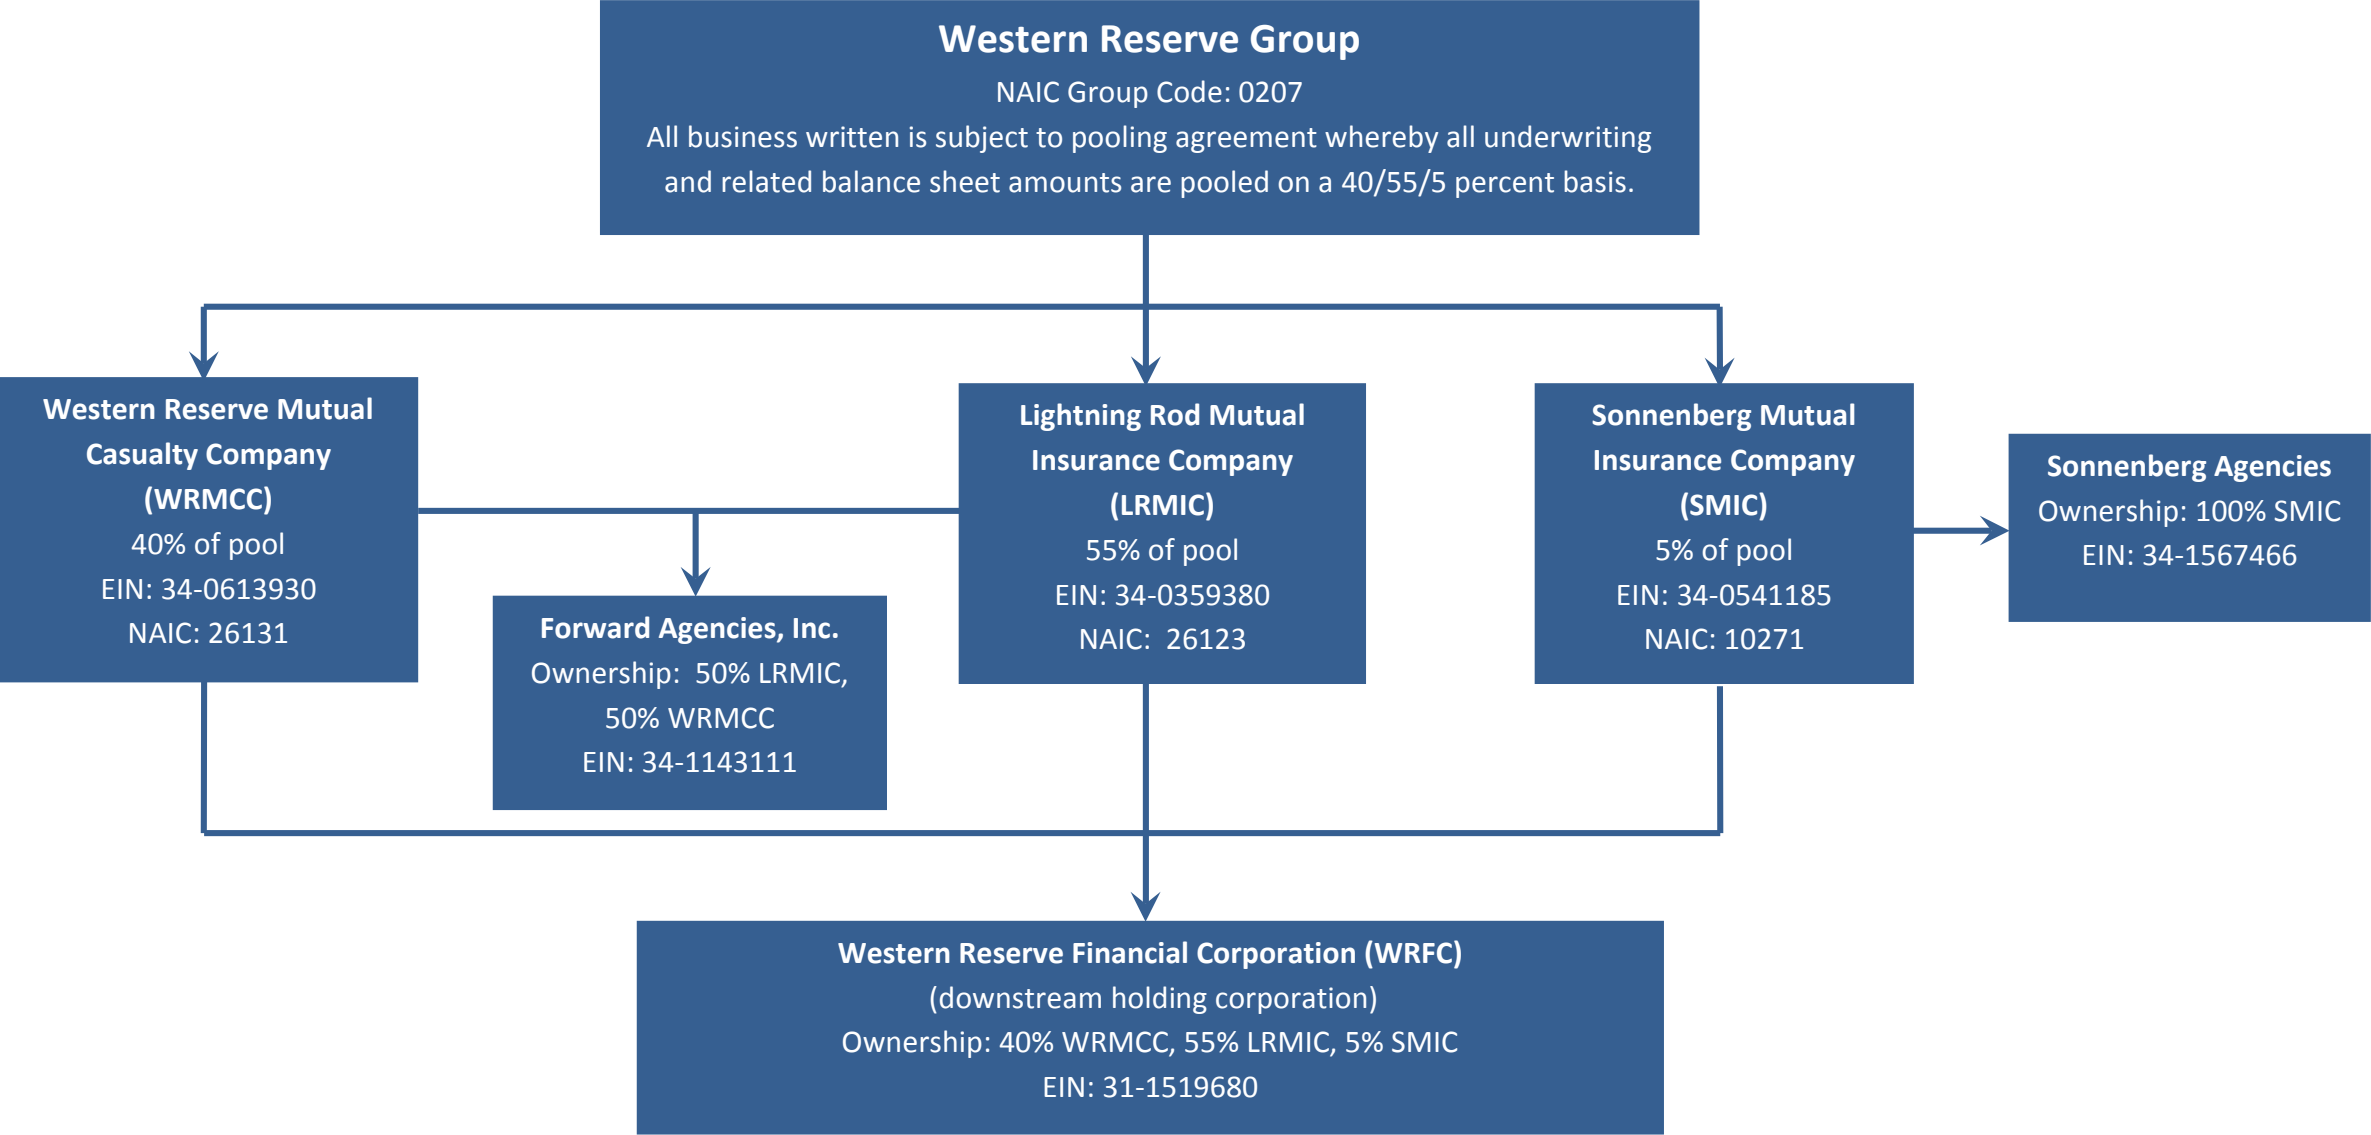 Western Reserve Group
NAIC Group Code: 0207
All business written is subject to pooling agreement whereby all underwriting
and related balance sheet amounts are pooled on a 40/55/5 percent basis.
Western Reserve Mutual
Casualty Company
(WRMCC)
40% of pool
EIN: 34-0613930
NAIC: 26131
Forward Agencies, Inc.
Ownership:  50% LRMIC,
50% WRMCC
EIN: 34-1143111
Lightning Rod Mutual
Insurance Company
(LRMIC)
55% of pool
EIN: 34-0359380
NAIC:  26123
Sonnenberg Mutual
Insurance Company
(SMIC)
5% of pool
EIN: 34-0541185
NAIC: 10271
Sonnenberg Agencies
Ownership: 100% SMIC
EIN: 34-1567466
Western Reserve Financial Corporation (WRFC)
(downstream holding corporation)
Ownership: 40% WRMCC, 55% LRMIC, 5% SMIC
EIN: 31-1519680